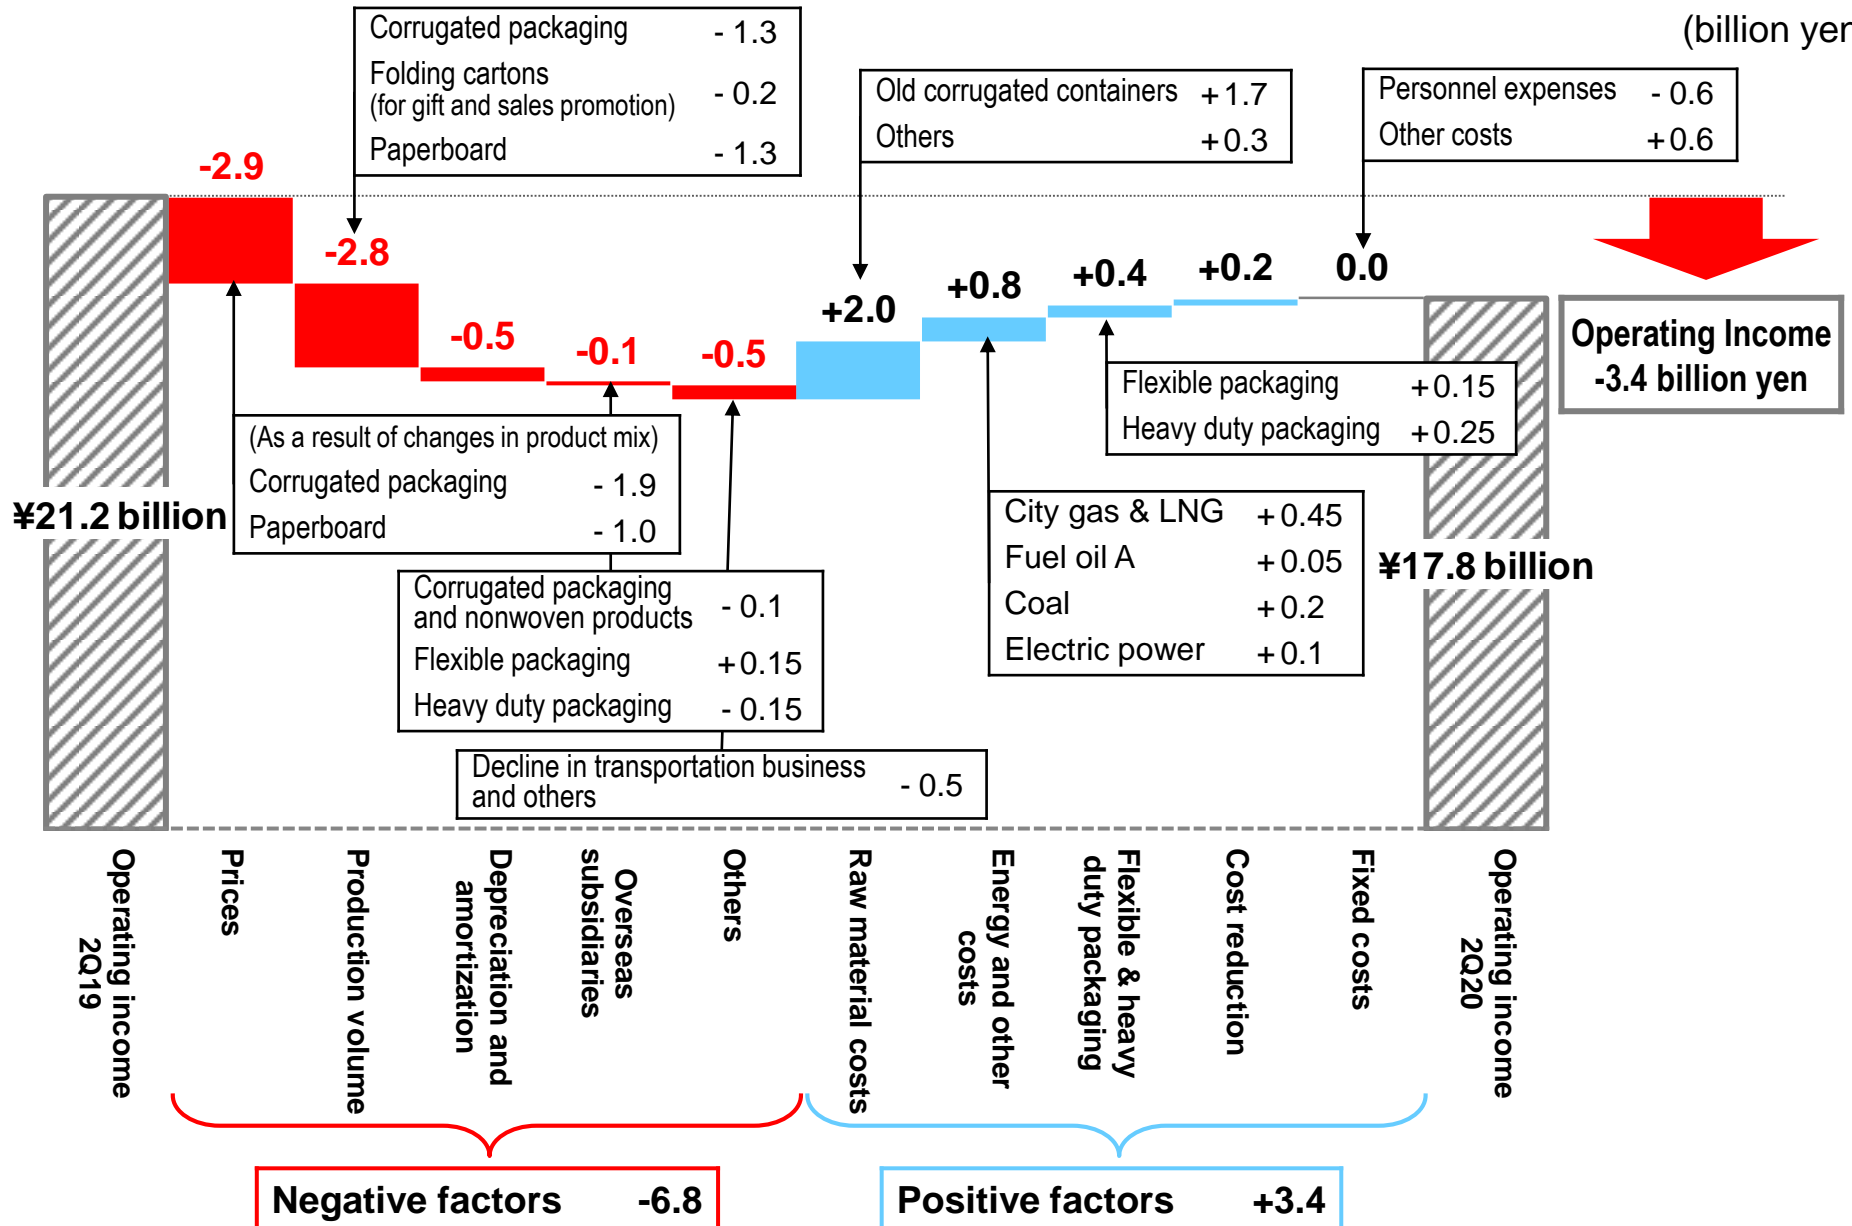 (billion yen
Corrugated packaging - 1.3
Folding cartons
(for gift and sales promotion) - 0.2
Paperboard - 1.3
Old corrugated containers +1.7
Others +0.3
Personnel expenses - 0.6
Other costs +0.6
-2.9
-2.8
-0.5
-0.1
-0.5
+2.0
+0.8
+0.4
+0.2
0.0
Operating Income
-3.4 billion yen
(As a result of changes in product mix)
Corrugated packaging - 1.9
Paperboard - 1.0
Flexible packaging +0.15
Heavy duty packaging +0.25
¥21.2 billion
City gas & LNG +0.45
Fuel oil A +0.05
Coal +0.2
Electric power +0.1
¥17.8 billion
Corrugated packaging
and nonwoven products - 0.1
Flexible packaging +0.15
Heavy duty packaging - 0.15
Decline in transportation business
and others - 0.5
Operating income
2Q19
Prices
Production volume
Depreciation and
amortization
Overseas
subsidiaries
Others
Raw material costs
Energy and other
costs
Flexible & heavy
duty packaging
Cost reduction
Fixed costs
Operating income
2Q20
Negative factors -6.8
Positive factors +3.4